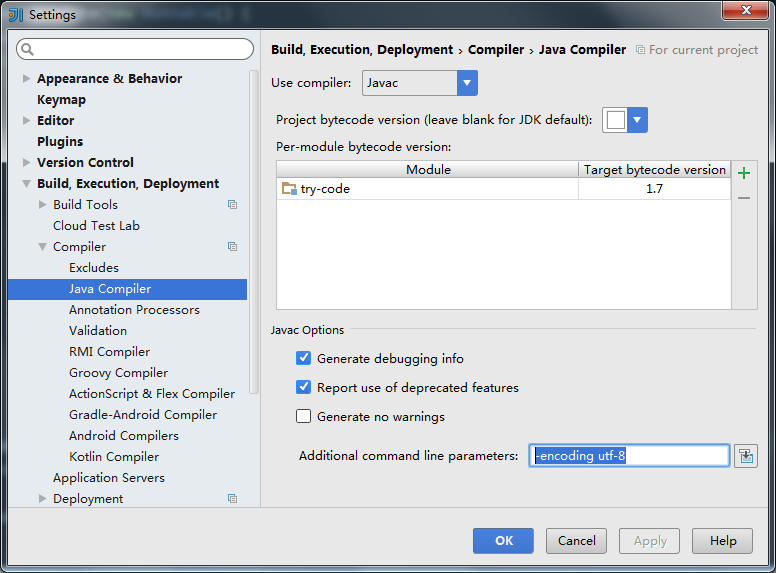 Settings
Appearance & Behavior
Keymap
Editor
Plugins
Version Control
Build, Execution, Deployment
Build Tools
Cloud Test Lab
Compiler
Excludes
Java Compiler
Annotation Processors
Validation
RMI Compiler
Groovy Compiler
ActionScript & Flex Compiler
Gradle-Android Compiler
Android Compilers
Kotlin Compiler
Application Servers
Deployment
Build, Execution, Deployment › Compiler › Java Compiler For current project
Use compiler: Javac
Project bytecode version (leave blank for JDK default):
Per-module bytecode version:
Module Target bytecode version
try-code 1.7
Javac Options
Generate debugging info
Report use of deprecated features
Generate no warnings
Additional command line parameters: -encoding utf-8
OK Cancel Apply Help